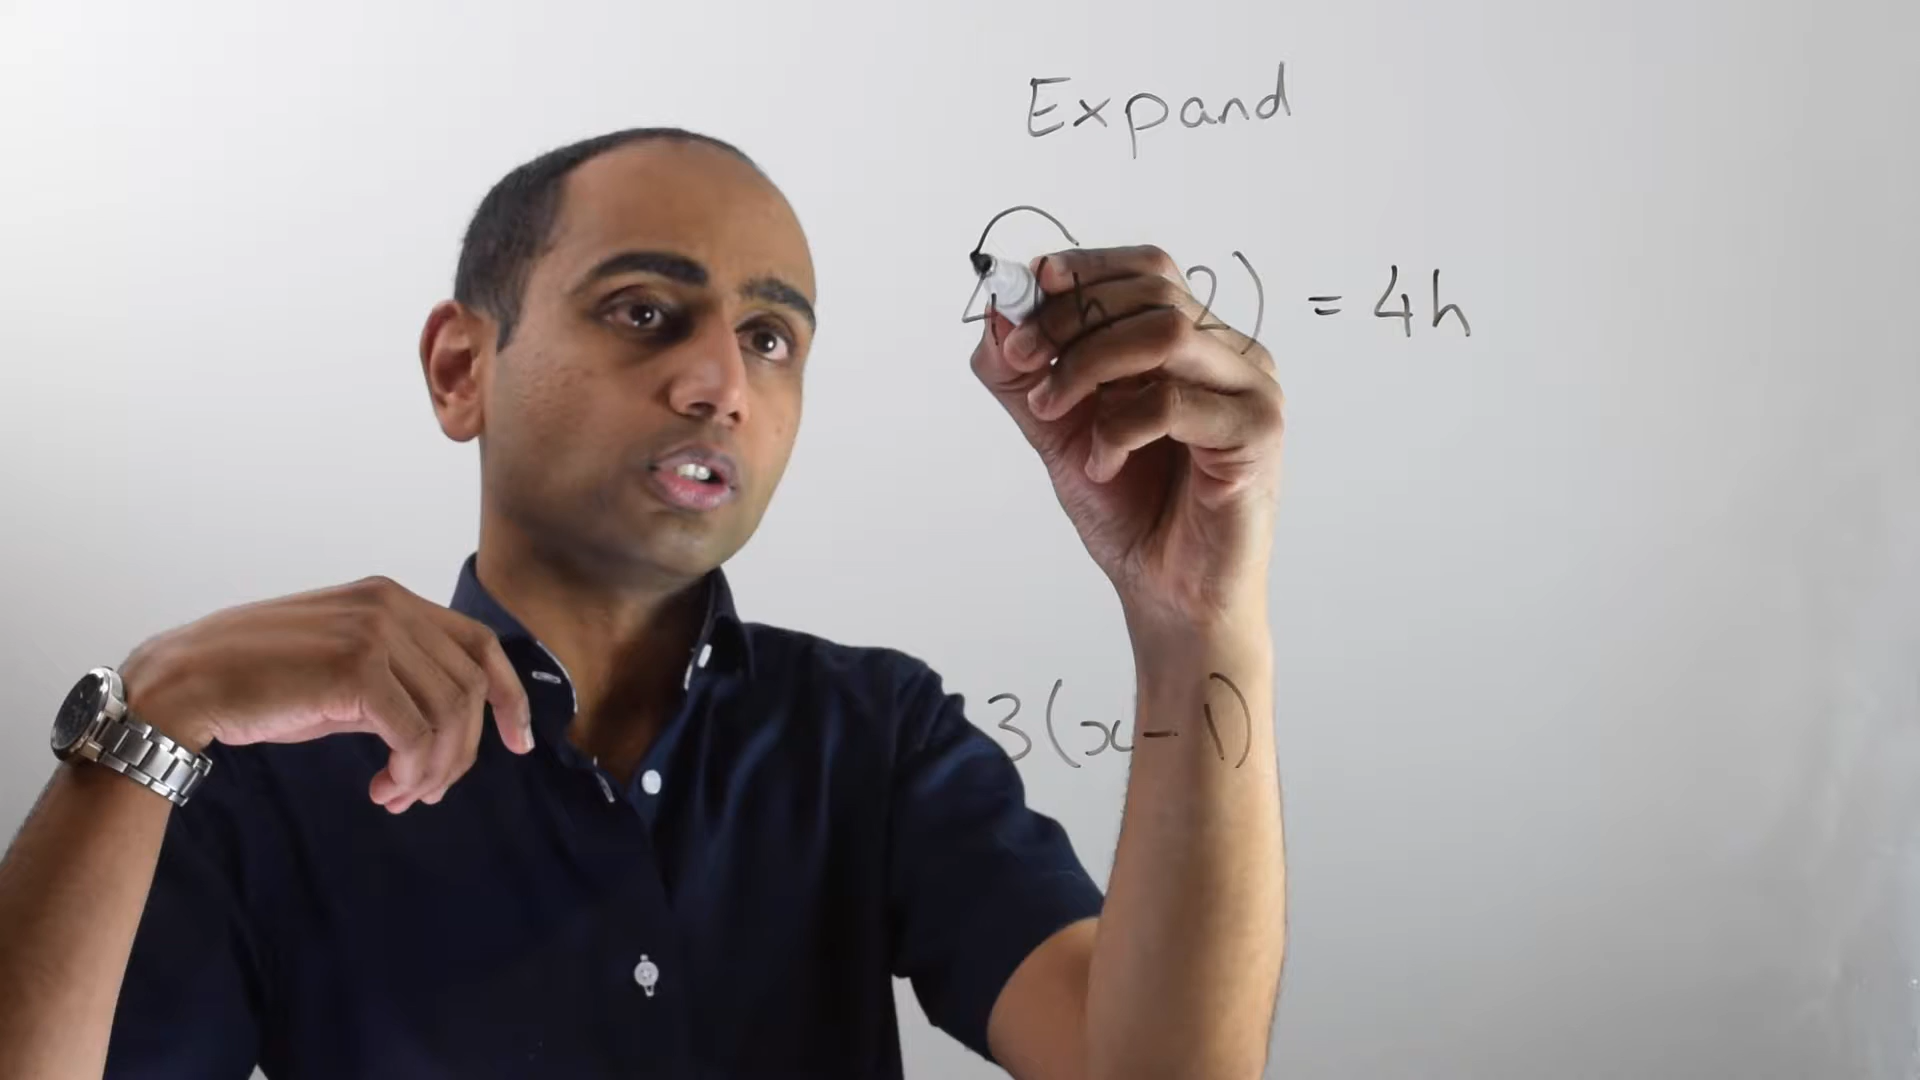 Expand
4(h 2) = 4h
3(x-1)